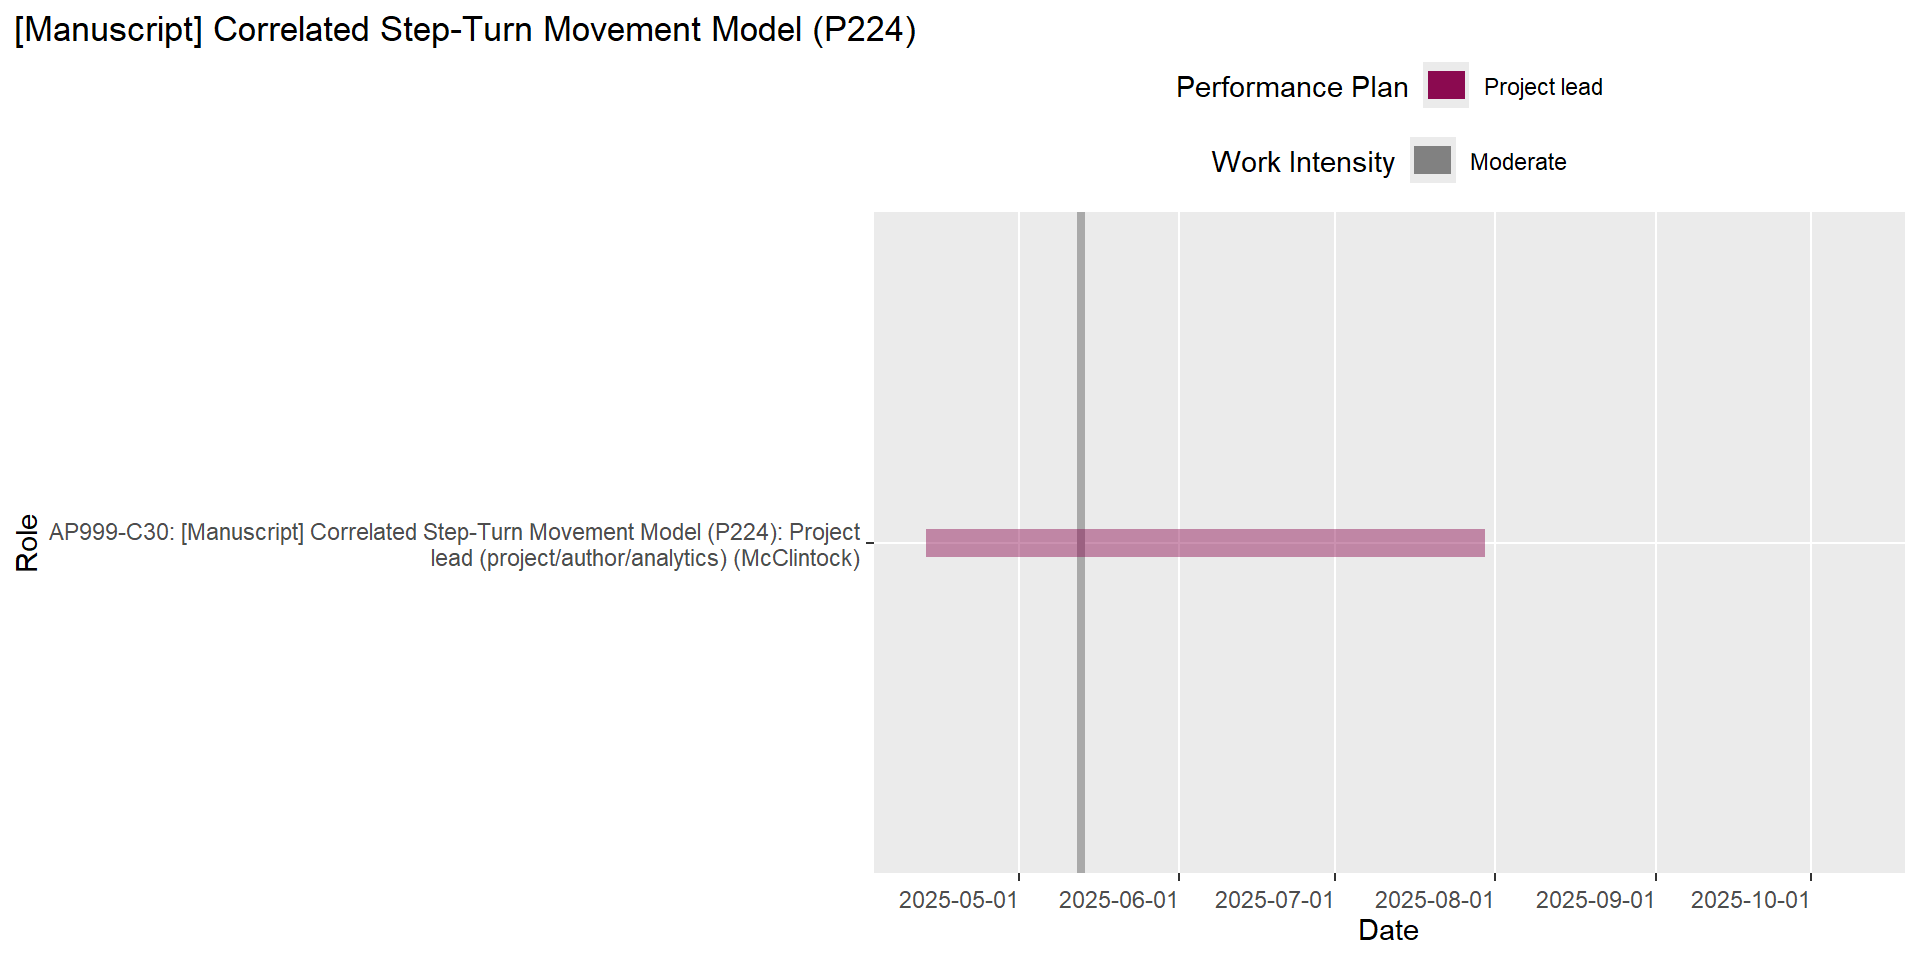 [Manuscript] Correlated Step-Turn Movement Model (P224)
Performance Plan
Project lead
Work Intensity
Moderate
Role
AP999-C30: [Manuscript] Correlated Step-Turn Movement Model (P224): Project
lead (project/author/analytics) (McClintock)
2025-05-01
2025-06-01
2025-07-01
2025-08-01
2025-09-01
2025-10-01
Date